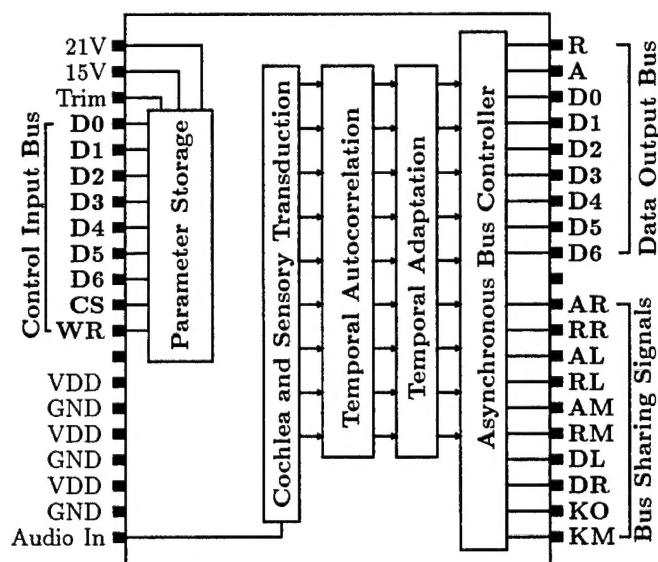 21V
15V
Trim
D0
D1
D2
D3
D4
D5
D6
CS
WR
VDD
GND
VDD
GND
VDD
GND
Audio In
Control Input Bus
Parameter Storage
Cochlea and Sensory Transduction
Temporal Autocorrelation
Temporal Adaptation
Asynchronous Bus Controller
R
A
D0
D1
D2
D3
D4
D5
D6
AR
RR
AL
RL
AM
RM
DL
DR
KO
KM
Data Output Bus
Bus Sharing Signals